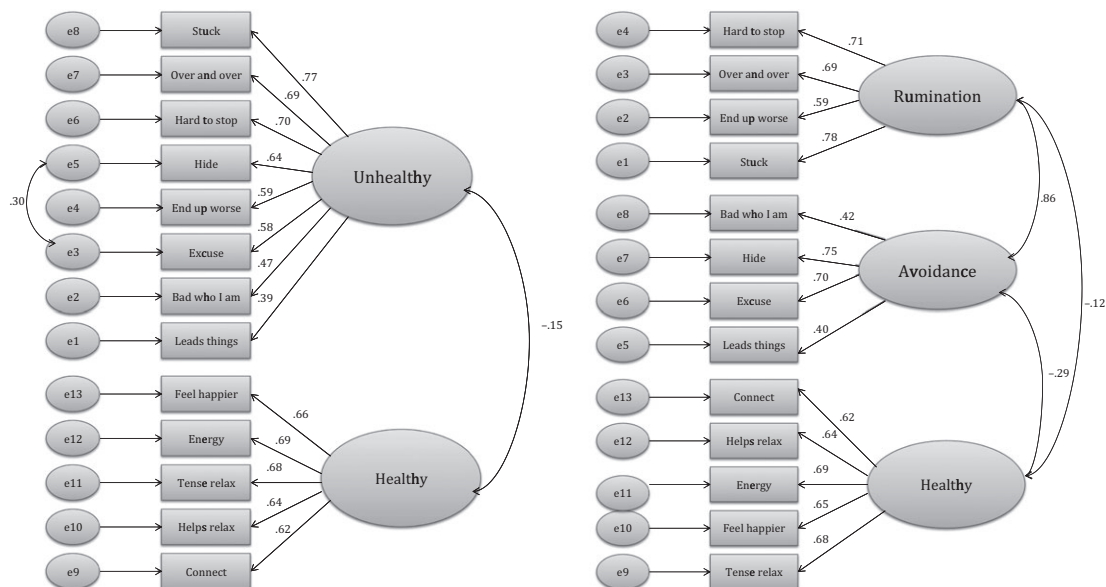 e8
Stuck
e7
Over and over
e6
Hard to stop
e5
Hide
e4
End up worse
e3
Excuse
e2
Bad who I am
e1
Leads things
.77
.69
.70
.64
.59
.58
.47
.39
.30
Unhealthy
–.15
e13
Feel happier
e12
Energy
e11
Tense relax
e10
Helps relax
e9
Connect
.66
.69
.68
.64
.62
Healthy
e4
Hard to stop
e3
Over and over
e2
End up worse
e1
Stuck
.71
.69
.59
.78
Rumination
e8
Bad who I am
e7
Hide
e6
Excuse
e5
Leads things
.42
.75
.70
.40
Avoidance
.86
–.12
–.29
e13
Connect
e12
Helps relax
e11
Energy
e10
Feel happier
e9
Tense relax
.62
.64
.69
.65
.68
Healthy